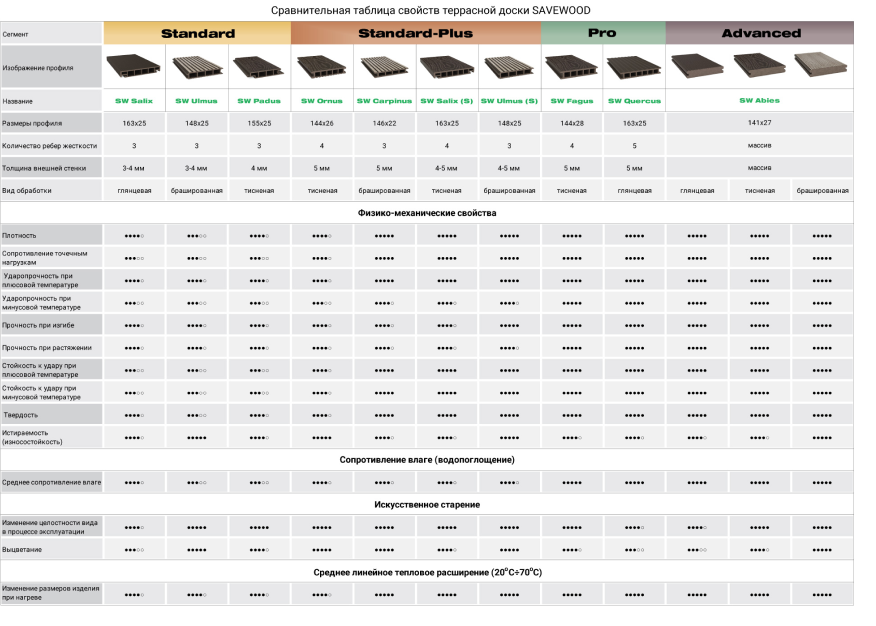 Сравнительная таблица свойств террасной доски SAVEWOOD
Сегмент Standard Standard-Plus Pro Advanced
Изображение профиля
Название SW Salix SW Ulmus SW Padus SW Ornus SW Carpinus SW Salix (S) SW Ulmus (S) SW Fagus SW Quercus SW Abies
Размеры профиля 163x25 148x25 155x25 144x26 146x22 163x25 148x25 144x28 163x25 141x27
Количество ребер жесткости 3 3 3 4 3 4 3 4 5 массив
Толщина внешней стенки 3-4 мм 3-4 мм 4 мм 5 мм 5 мм 4-5 мм 4-5 мм 5 мм 5 мм массив
Вид обработки глянцевая брашированная тисненая тисненая брашированная тисненая брашированная тисненая глянцевая глянцевая тисненая брашированная
Физико-механические свойства
Плотность
Сопротивление точечным
нагрузкам
Ударопрочность при
плюсовой температуре
Ударопрочность при
минусовой температуре
Прочность при изгибе
Прочность при растяжении
Стойкость к удару при
плюсовой температуре
Стойкость к удару при
минусовой температуре
Твердость
Истираемость
(износостойкость)
Сопротивление влаге (водопоглощение)
Среднее сопротивление влаге
Искусственное старение
Изменение целостности вида
в процессе эксплуатации
Выцветание
Среднее линейное тепловое расширение (20°C÷70°C)
Изменение размеров изделия
при нагреве